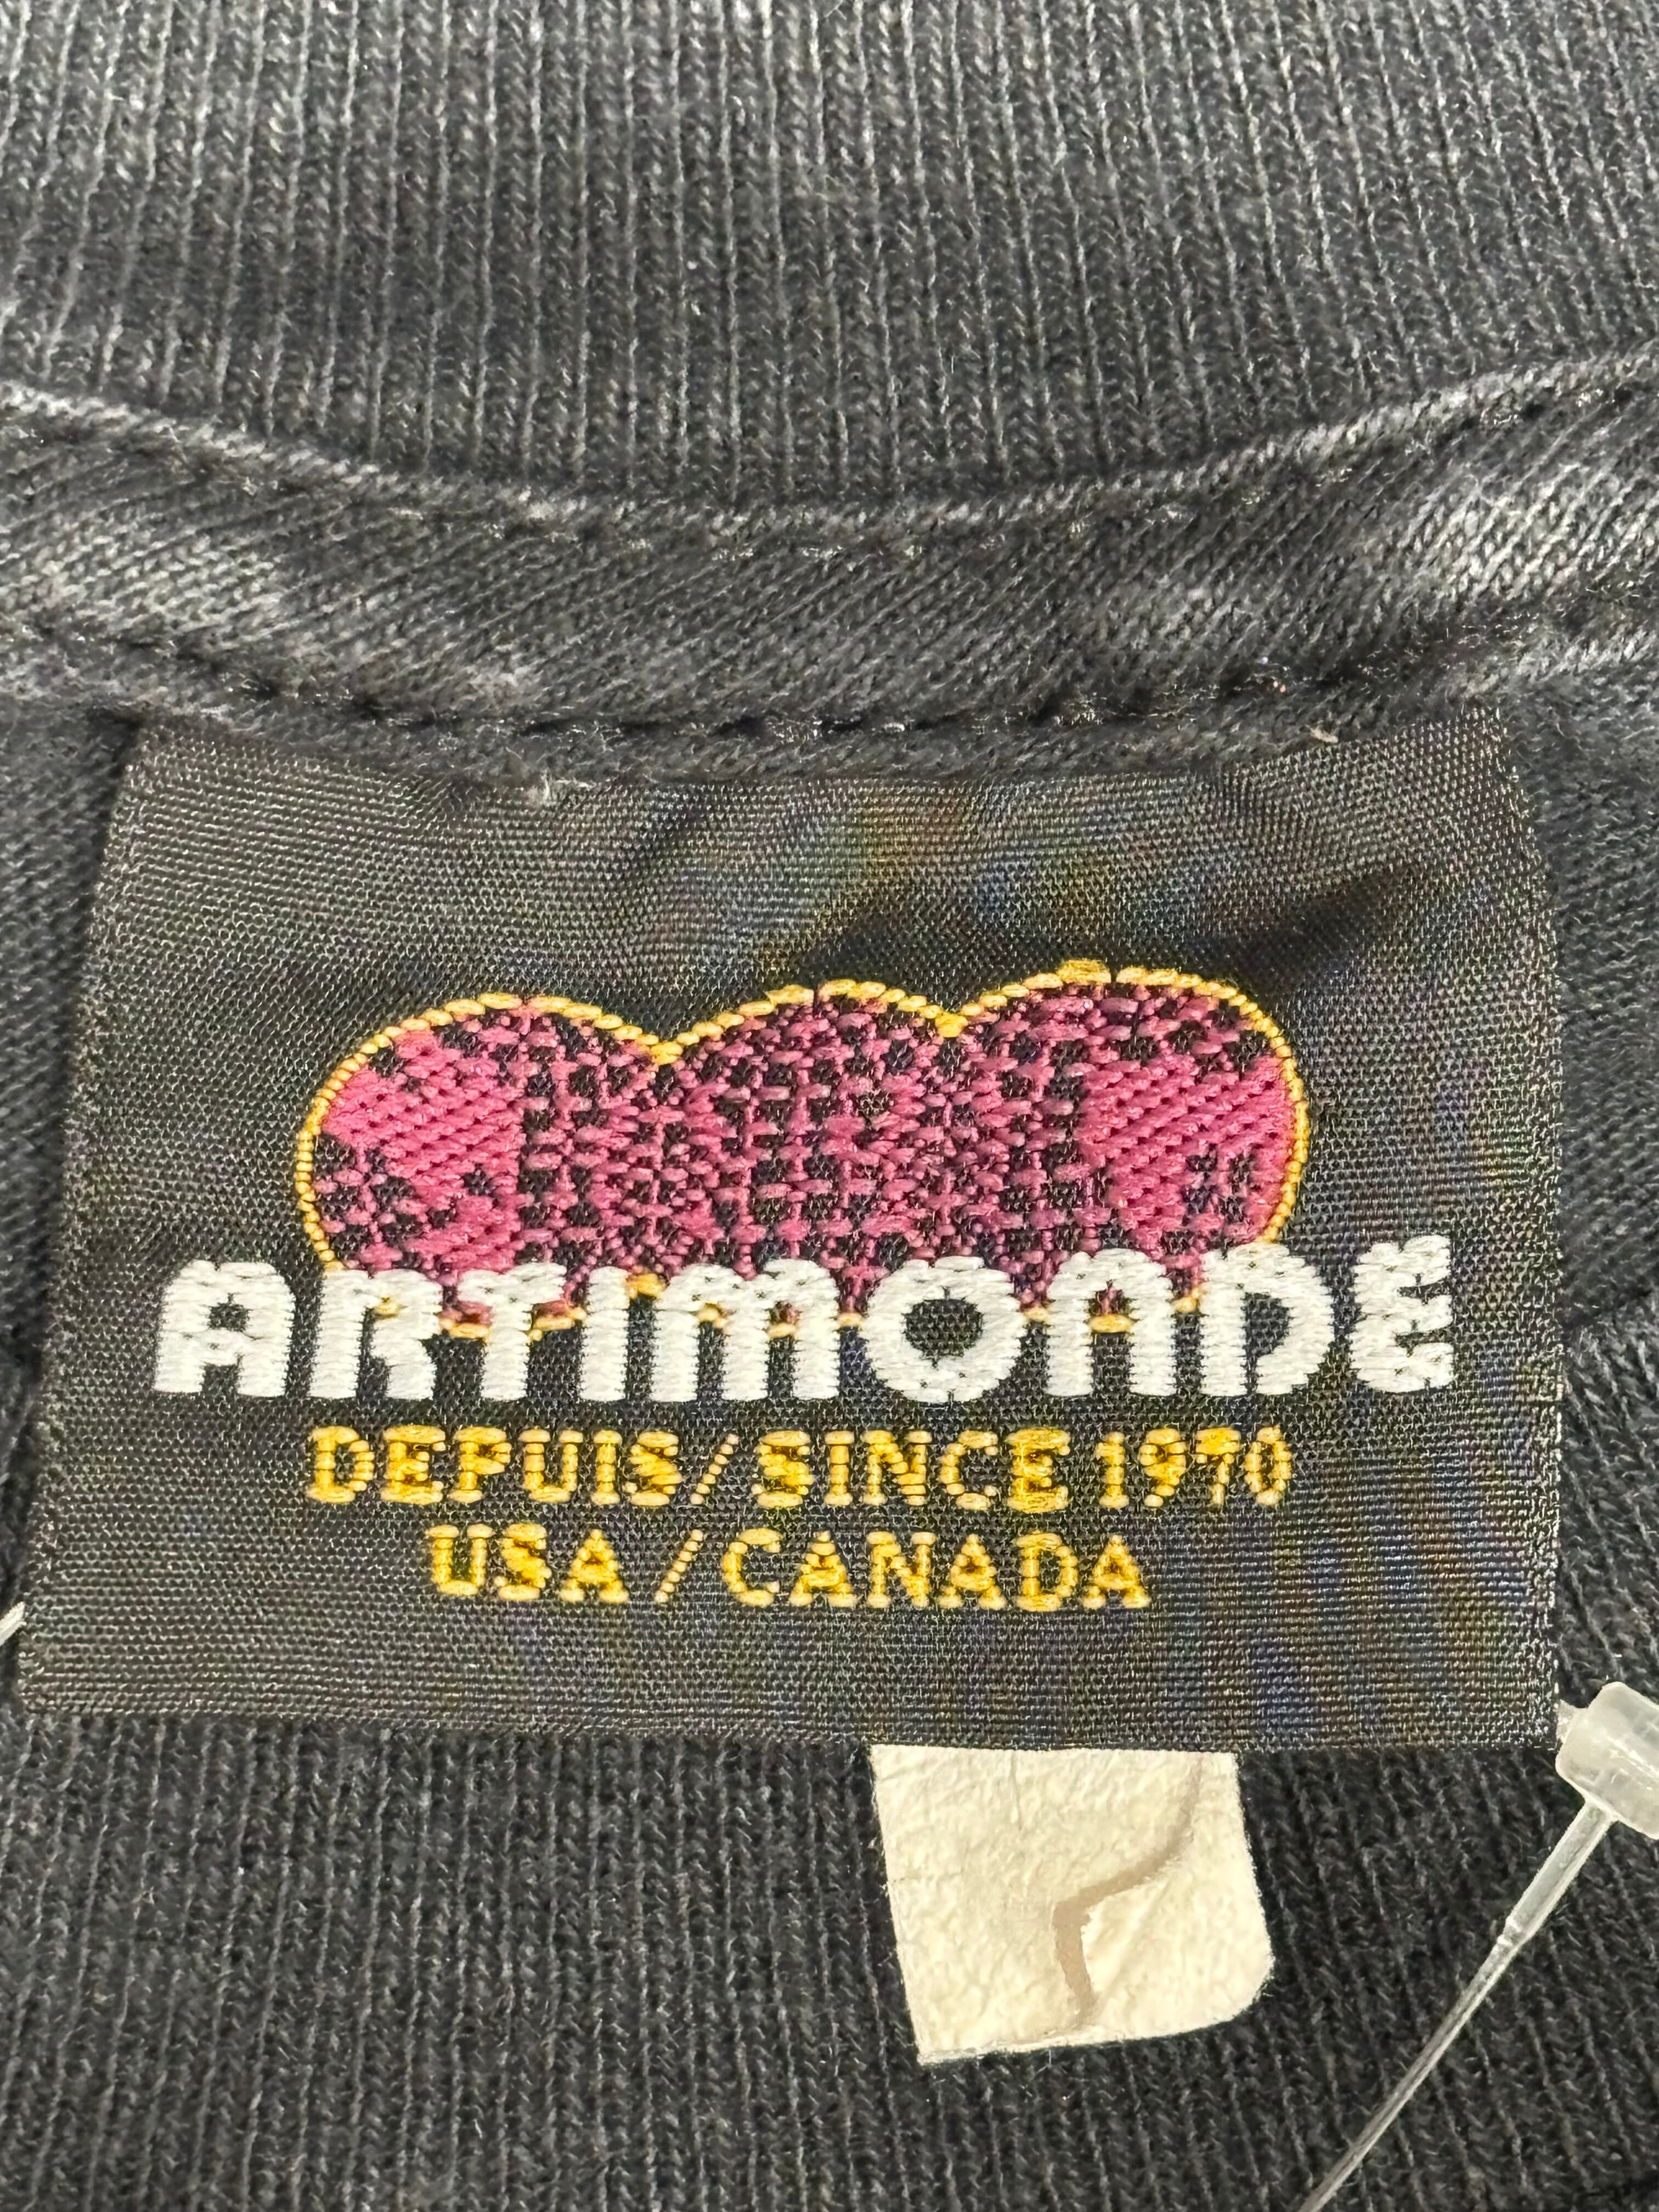 ARTIMONDE
DEPUIS/SINCE 1970
USA/CANADA